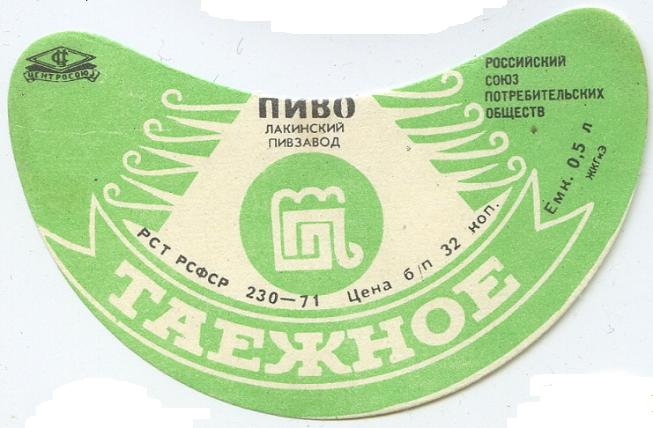 ЦЕНТРОСОЮЗ
РОССИЙСКИЙ
СОЮЗ
ПОТРЕБИТЕЛЬСКИХ
ОБЩЕСТВ
ПИВО
ЛАКИНСКИЙ
ПИВЗАВОД
Емк. 0,5 л
ЖКГиЭ
РСТ РСФСР 230—71 Цена б/п 32 коп.
ТАЕЖНОЕ